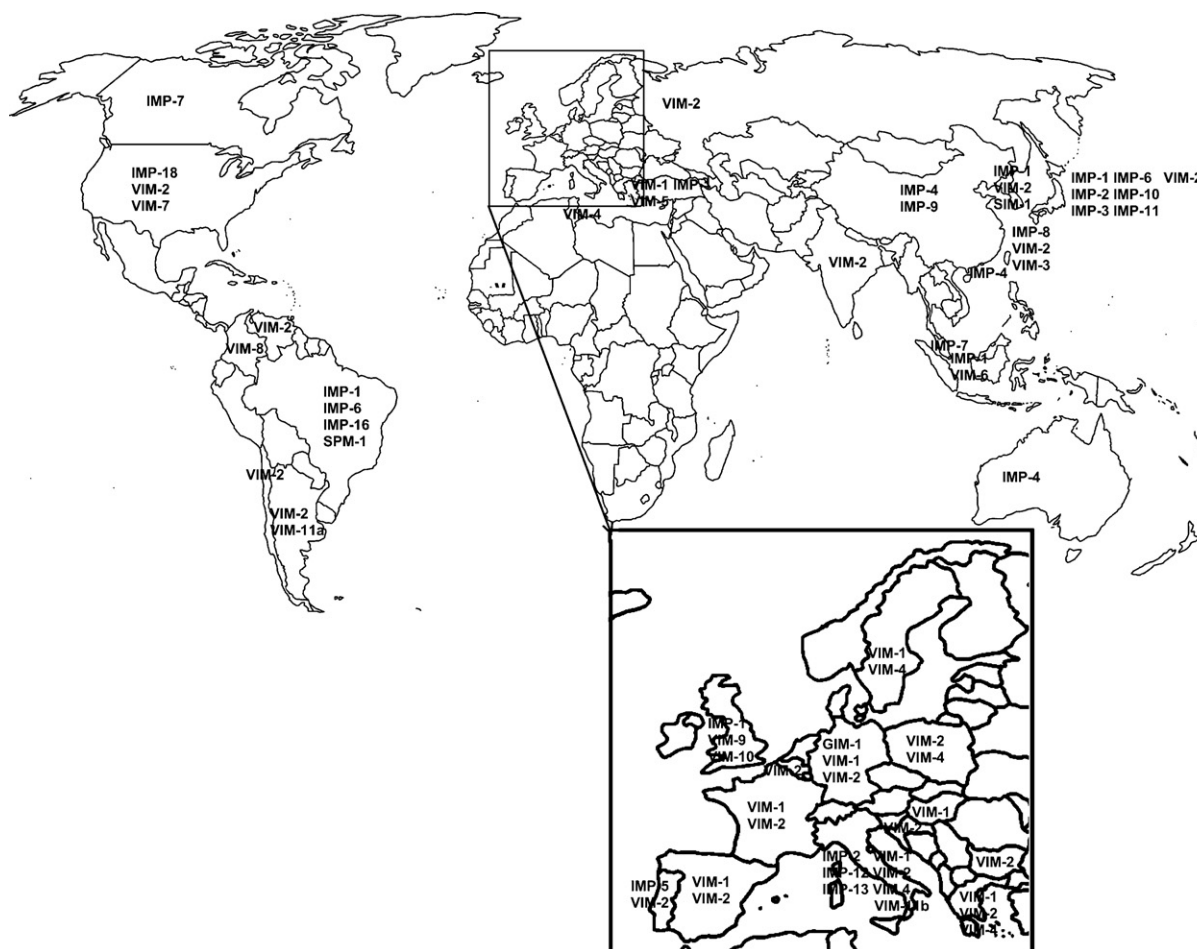 IMP-7
IMP-18
VIM-2
VIM-7
VIM-2
VIM-8
IMP-1
IMP-6
IMP-16
SPM-1
VIM-2
VIM-2
VIM-11a
VIM-2
VIM-1 IMP-1
VIM-5
VIM-4
IMP-4
IMP-9
VIM-2
IMP-1
VIM-2
SIM-1
IMP-1 IMP-6 VIM-2
IMP-2 IMP-10
IMP-3 IMP-11
IMP-8
VIM-2
VIM-3
IMP-4
IMP-7
IMP-1
VIM-6
IMP-4
VIM-1
VIM-4
IMP-1
VIM-9
VIM-10
GIM-1
VIM-1
VIM-2
VIM-2
VIM-4
VIM-2
VIM-1
VIM-2
VIM-1
VIM-2
VIM-2
IMP-2
IMP-12
IMP-13
VIM-1
VIM-2
VIM-4
VIM-11b
IMP-5
VIM-2
VIM-1
VIM-2
VIM-1
VIM-2
VIM-4